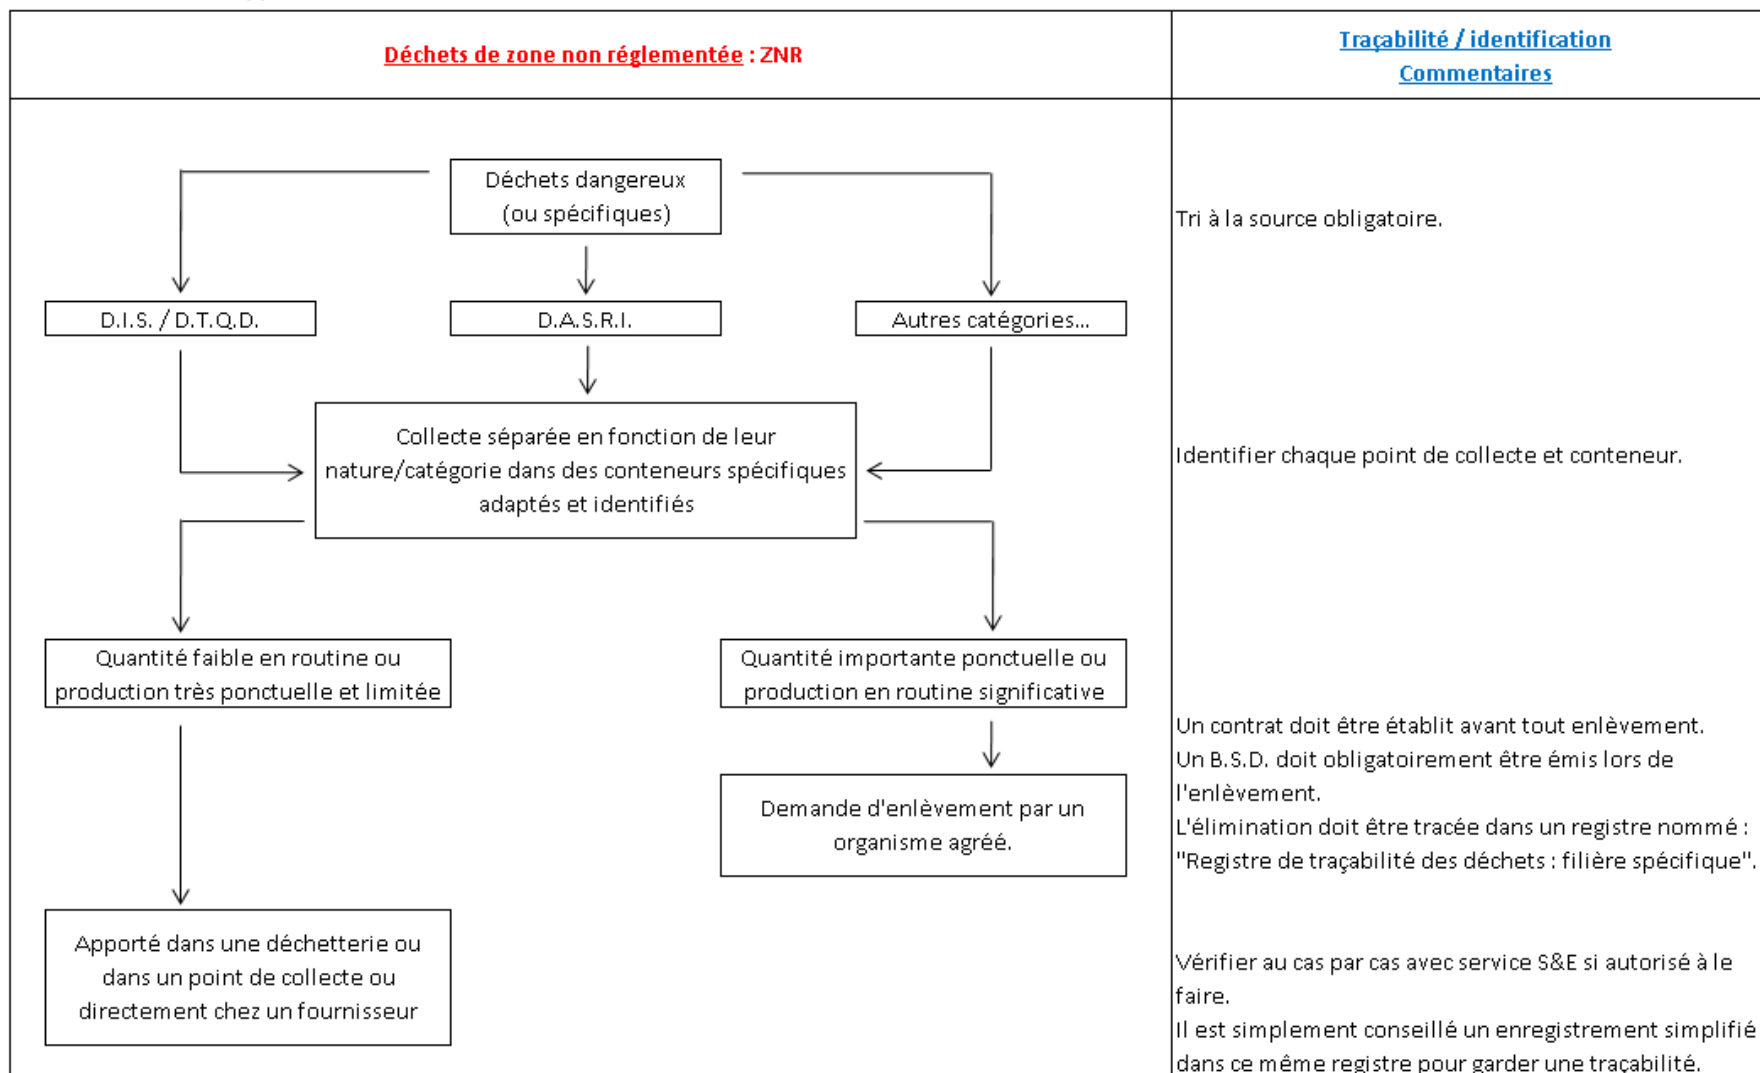 Déchets de zone non réglementée : ZNR
Traçabilité / identification
Commentaires
Déchets dangereux
(ou spécifiques)
Tri à la source obligatoire.
D.I.S. / D.T.Q.D.
D.A.S.R.I.
Autres catégories...
Collecte séparée en fonction de leur
nature/catégorie dans des conteneurs spécifiques
adaptés et identifiés
Identifier chaque point de collecte et conteneur.
Quantité faible en routine ou
production très ponctuelle et limitée
Quantité importante ponctuelle ou
production en routine significative
Un contrat doit être établit avant tout enlèvement.
Un B.S.D. doit obligatoirement être émis lors de
l'enlèvement.
L'élimination doit être tracée dans un registre nommé :
"Registre de traçabilité des déchets : filière spécifique".
Demande d'enlèvement par un
organisme agréé.
Apporté dans une déchetterie ou
dans un point de collecte ou
directement chez un fournisseur
Vérifier au cas par cas avec service S&E si autorisé à le
faire.
Il est simplement conseillé un enregistrement simplifié
dans ce même registre pour garder une traçabilité.